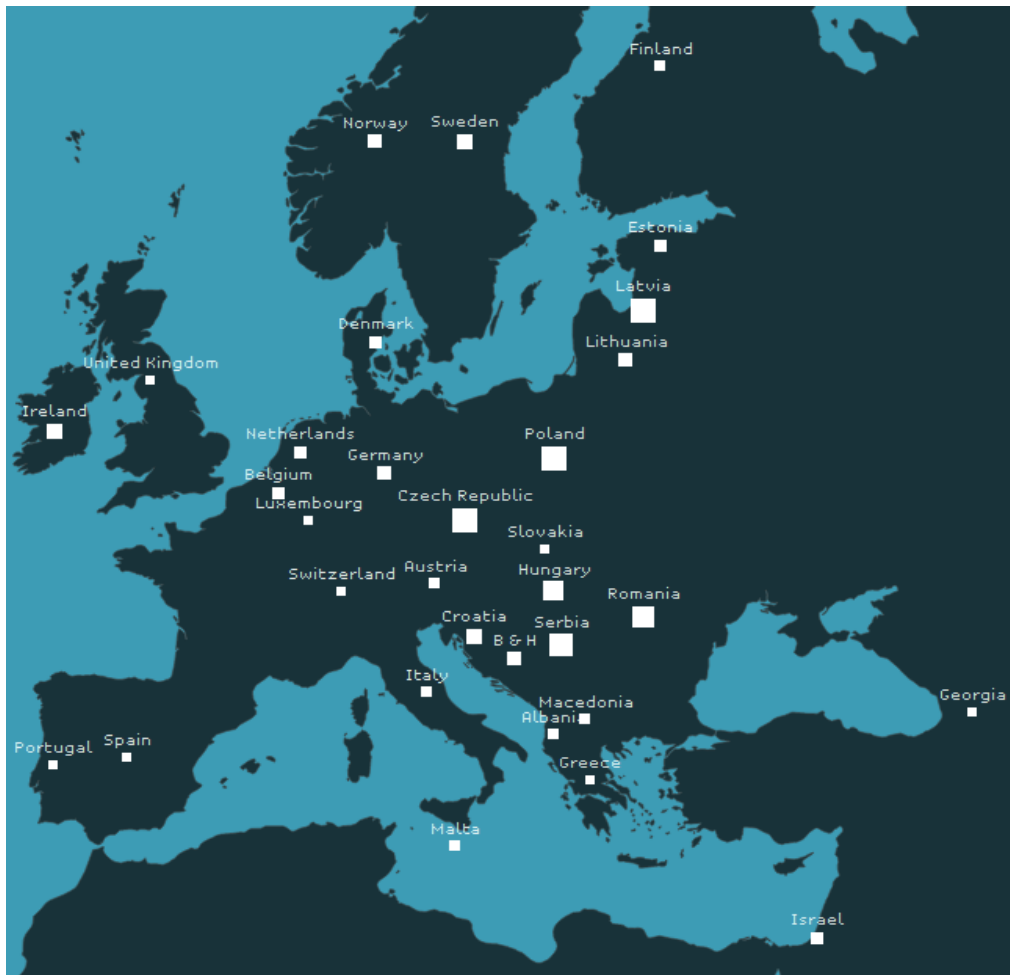 Finland
Norway
Sweden
Estonia
Latvia
Denmark
Lithuania
United Kingdom
Ireland
Netherlands
Poland
Germany
Belgium
Czech Republic
Luxembourg
Slovakia
Austria
Hungary
Switzerland
Romania
Croatia
Serbia
B & H
Italy
Georgia
Macedonia
Albania
Spain
Portugal
Greece
Malta
Israel